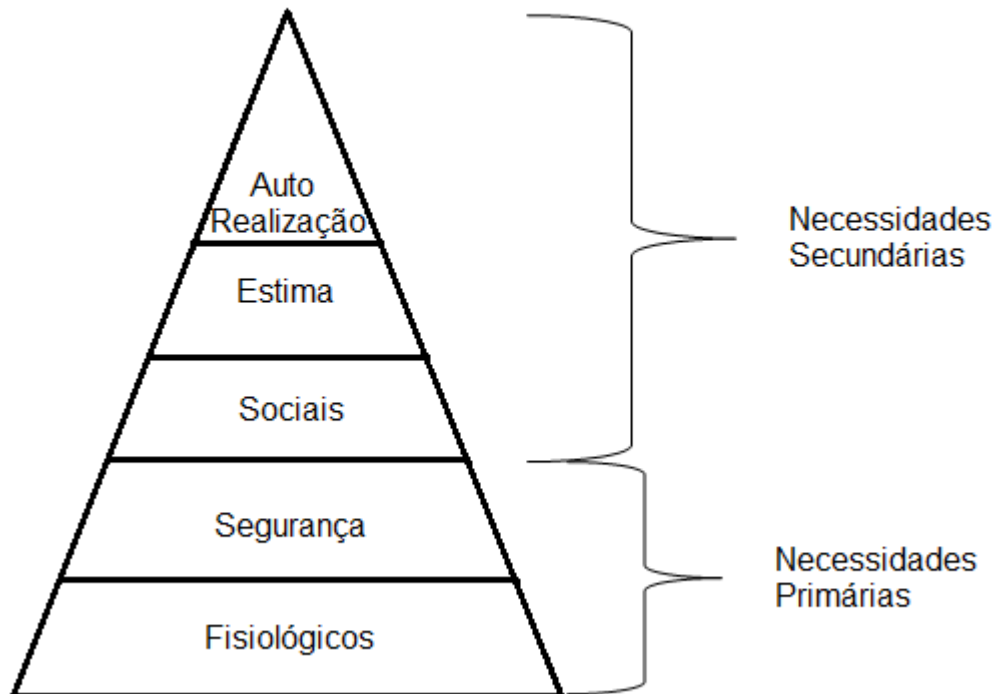 Auto
Realização
Estima
Sociais
Segurança
Fisiológicos
Necessidades
Secundárias
Necessidades
Primárias